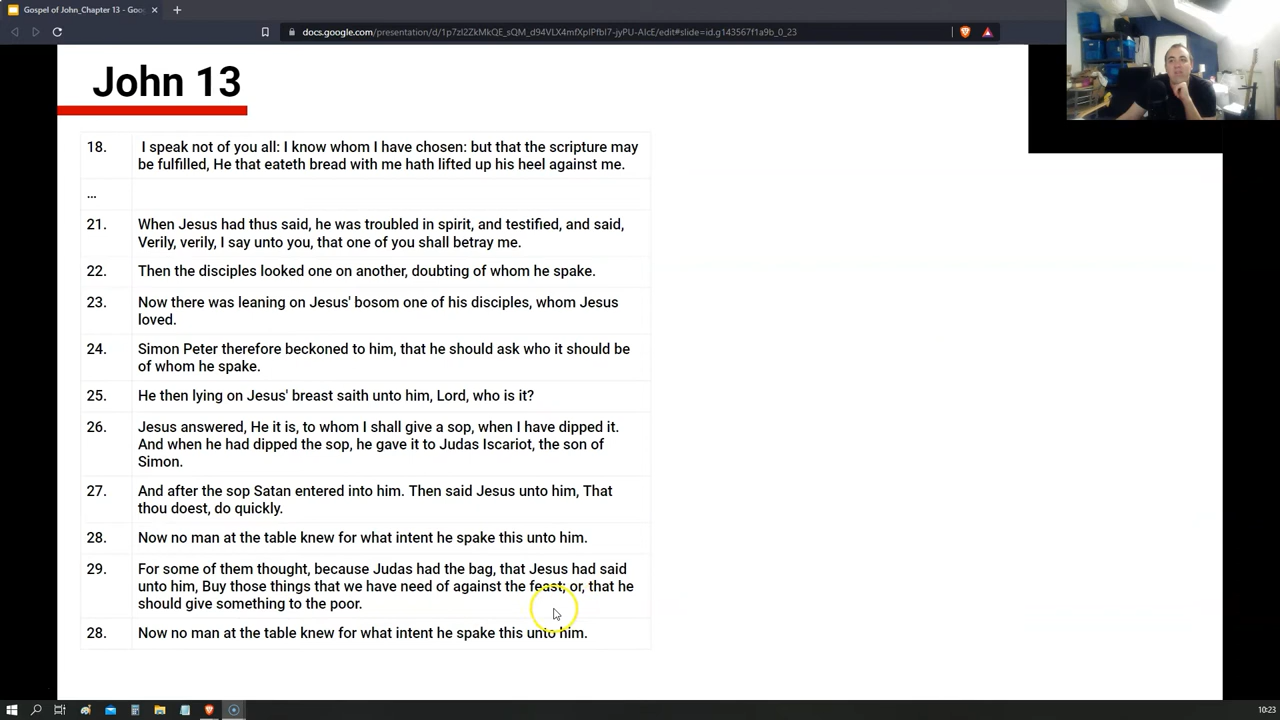 Gospel of John_Chapter 13 - Goo
docs.google.com/presentation/d/1p7zI2ZkMkQE_sQM_d94VLX4mfXpIPfbI7-jyPU-AIcE/edit#slide=id.g143567f1a9b_0_23
John 13
18. I speak not of you all: I know whom I have chosen: but that the scripture may
be fulfilled, He that eateth bread with me hath lifted up his heel against me.
...
21. When Jesus had thus said, he was troubled in spirit, and testified, and said,
Verily, verily, I say unto you, that one of you shall betray me.
22. Then the disciples looked one on another, doubting of whom he spake.
23. Now there was leaning on Jesus' bosom one of his disciples, whom Jesus
loved.
24. Simon Peter therefore beckoned to him, that he should ask who it should be
of whom he spake.
25. He then lying on Jesus' breast saith unto him, Lord, who is it?
26. Jesus answered, He it is, to whom I shall give a sop, when I have dipped it.
And when he had dipped the sop, he gave it to Judas Iscariot, the son of
Simon.
27. And after the sop Satan entered into him. Then said Jesus unto him, That
thou doest, do quickly.
28. Now no man at the table knew for what intent he spake this unto him.
29. For some of them thought, because Judas had the bag, that Jesus had said
unto him, Buy those things that we have need of against the feast; or, that he
should give something to the poor.
28. Now no man at the table knew for what intent he spake this unto him.
10:23